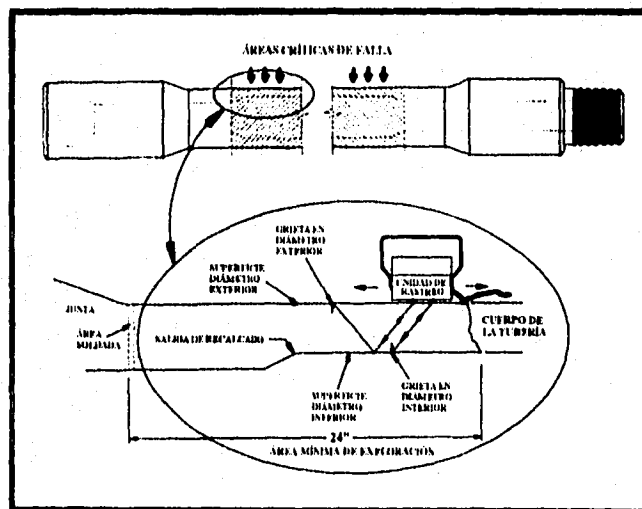 ÁREAS CRÍTICAS DE FALLA
GRIETA EN
DIÁMETRO
EXTERIOR
SUPERFICIE
DIÁMETRO
EXTERIOR
UNIDAD DE
RASTREO
JUNTA
ÁREA
SOLDADA
SALIDA DE RECALCADO
CUERPO DE
LA TUBERÍA
SUPERFICIE
DIÁMETRO
INTERIOR
GRIETA EN
DIÁMETRO
INTERIOR
24"
ÁREA MÍNIMA DE EXPLORACIÓN